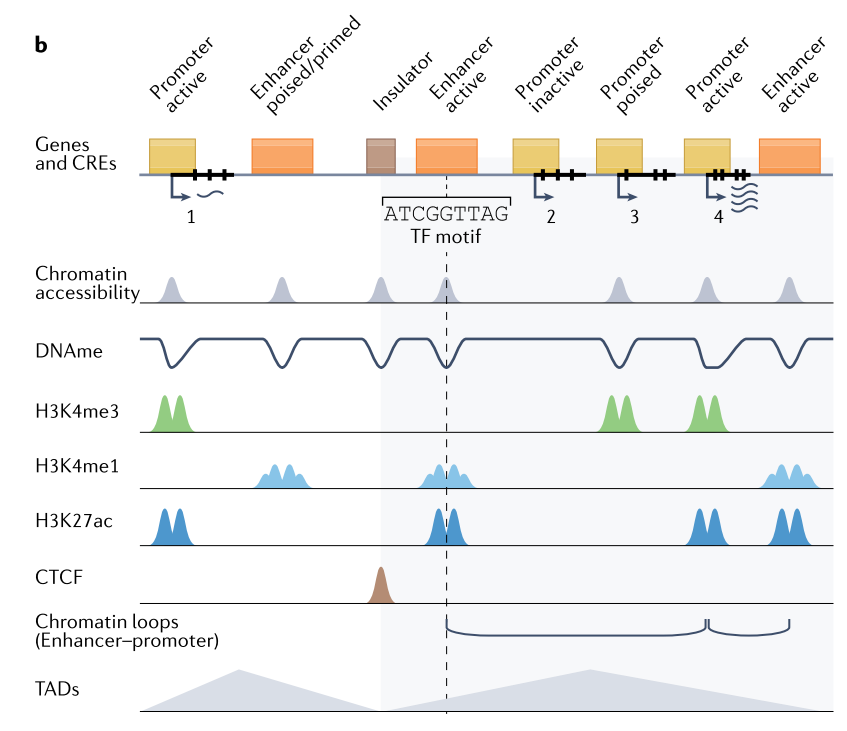 b
Promoter
active
Enhancer
poised/primed
Insulator
Enhancer
active
Promoter
inactive
Promoter
poised
Promoter
active
Enhancer
active
Genes
and CREs
1
ATCGGTTAG
TF motif
2
3
4
Chromatin
accessibility
DNAme
H3K4me3
H3K4me1
H3K27ac
CTCF
Chromatin loops
(Enhancer–promoter)
TADs